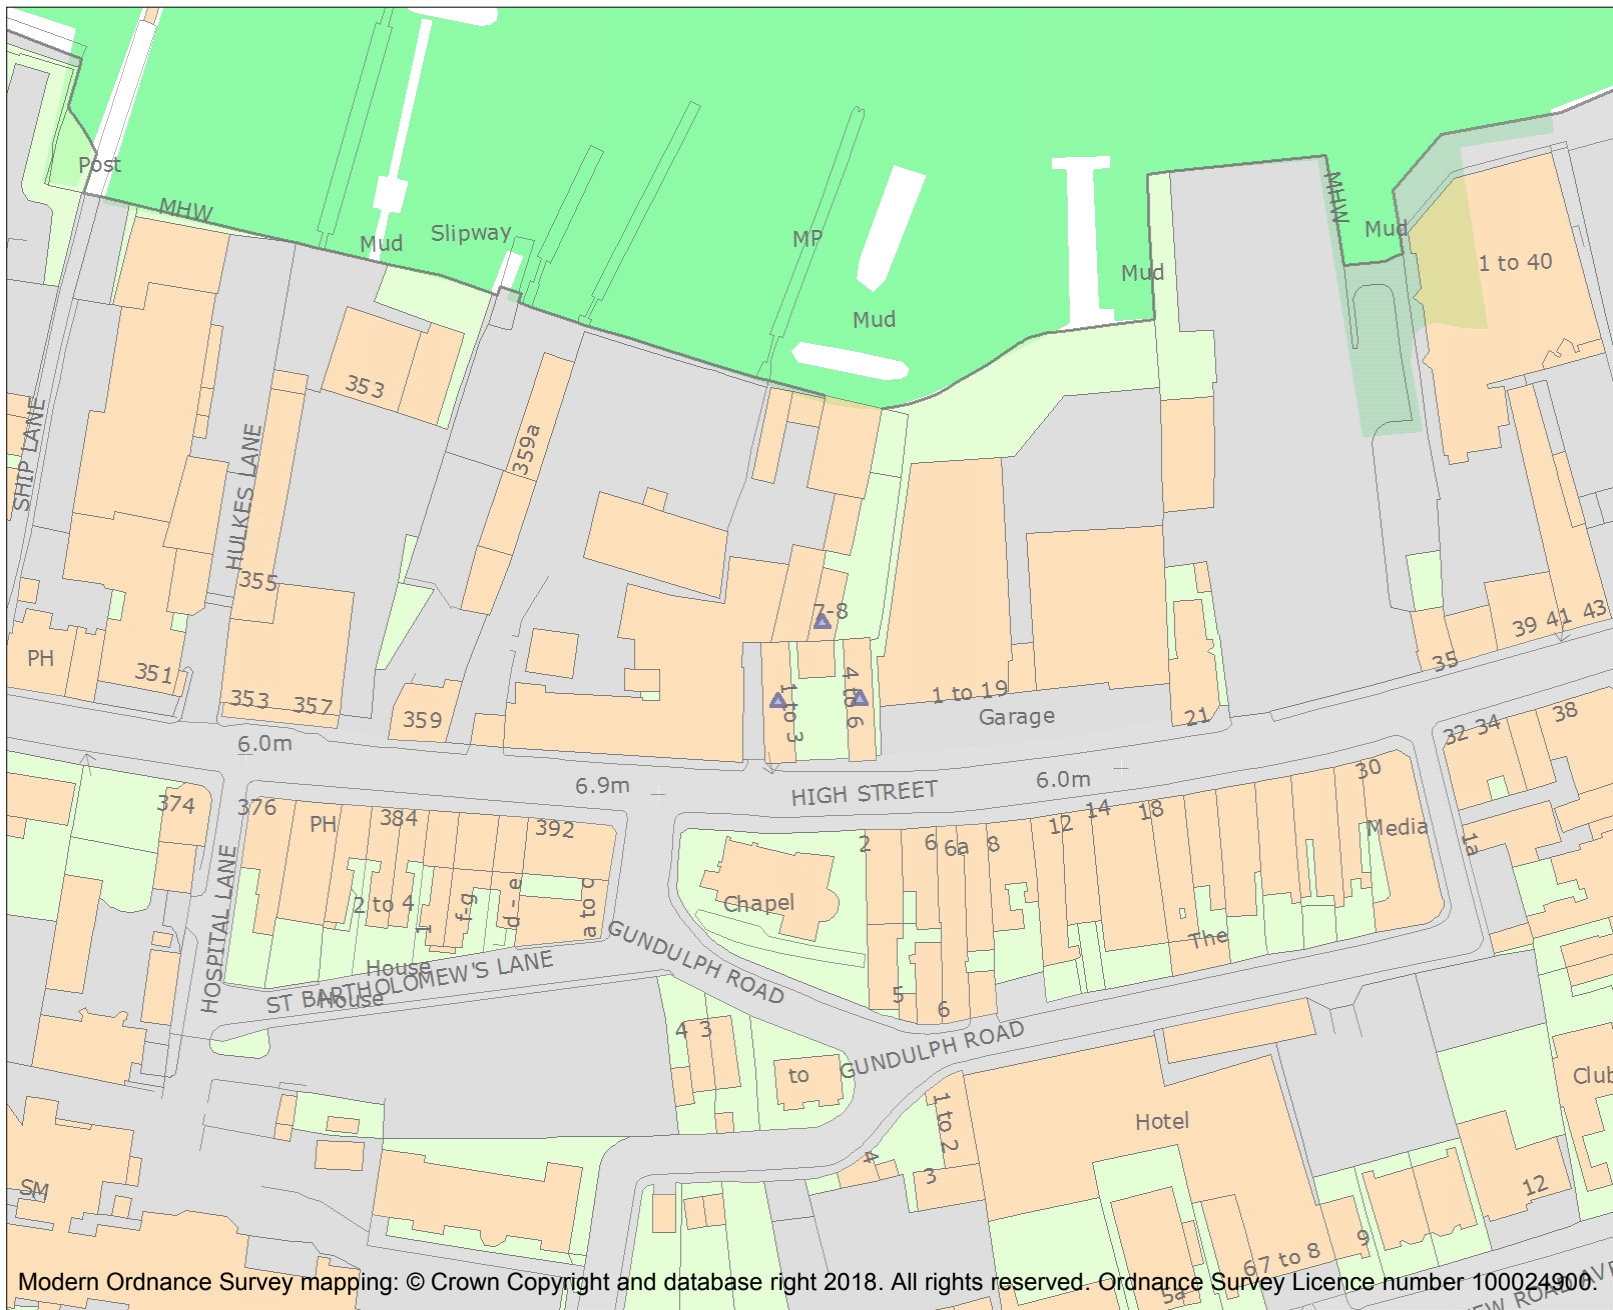 Post
MHW
Mud
Slipway
MP
Mud
Mud
MHW
Mud
1 to 40
353
359a
SHIP LANE
HULKES LANE
355
7-8
PH
351
353
357
359
1 to 3
4 to 6
1 to 19
Garage
21
35
39
41
43
6.0m
6.9m
HIGH STREET
6.0m
32
34
38
30
374
376
PH
384
392
2
6
6a
8
12
14
18
Media
1a
Chapel
2 to 4
1
f-g
d - e
a to c
HOSPITAL LANE
House
ST BARTHOLOMEW'S LANE
House
GUNDULPH ROAD
The
5
6
4
3
to
GUNDULPH ROAD
1 to 2
4
3
Hotel
Club
12
SM
9
6
7 to 8
5a
Modern Ordnance Survey mapping: © Crown Copyright and database right 2018. All rights reserved. Ordnance Survey Licence number 100024900.